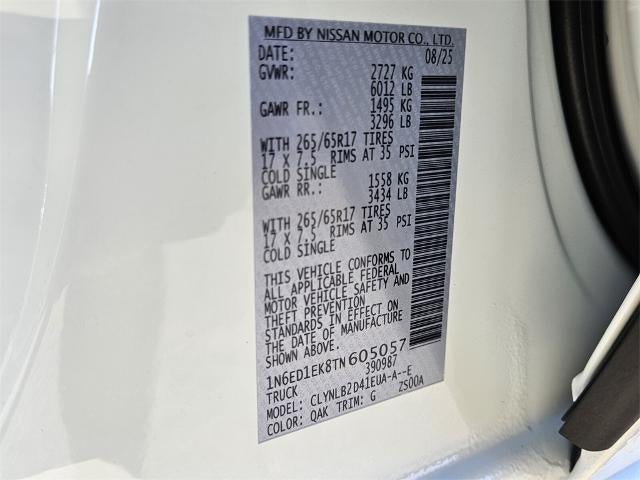 MFD BY NISSAN MOTOR CO., LTD.
DATE: 08/25
GVWR: 2727 KG
6012 LB
GAWR FR.: 1495 KG
3296 LB
WITH 265/65R17 TIRES
17 X 7.5 RIMS AT 35 PSI
COLD SINGLE
GAWR RR.: 1558 KG
3434 LB
WITH 265/65R17 TIRES
17 X 7.5 RIMS AT 35 PSI
COLD SINGLE
THIS VEHICLE CONFORMS TO
ALL APPLICABLE FEDERAL
MOTOR VEHICLE SAFETY AND
THEFT PREVENTION
STANDARDS IN EFFECT ON
THE DATE OF MANUFACTURE
SHOWN ABOVE.
1N6ED1EK8TN605057
TRUCK 390987
MODEL: CLYNLB2D41EUA-A--E
COLOR: QAK TRIM: G ZS00A